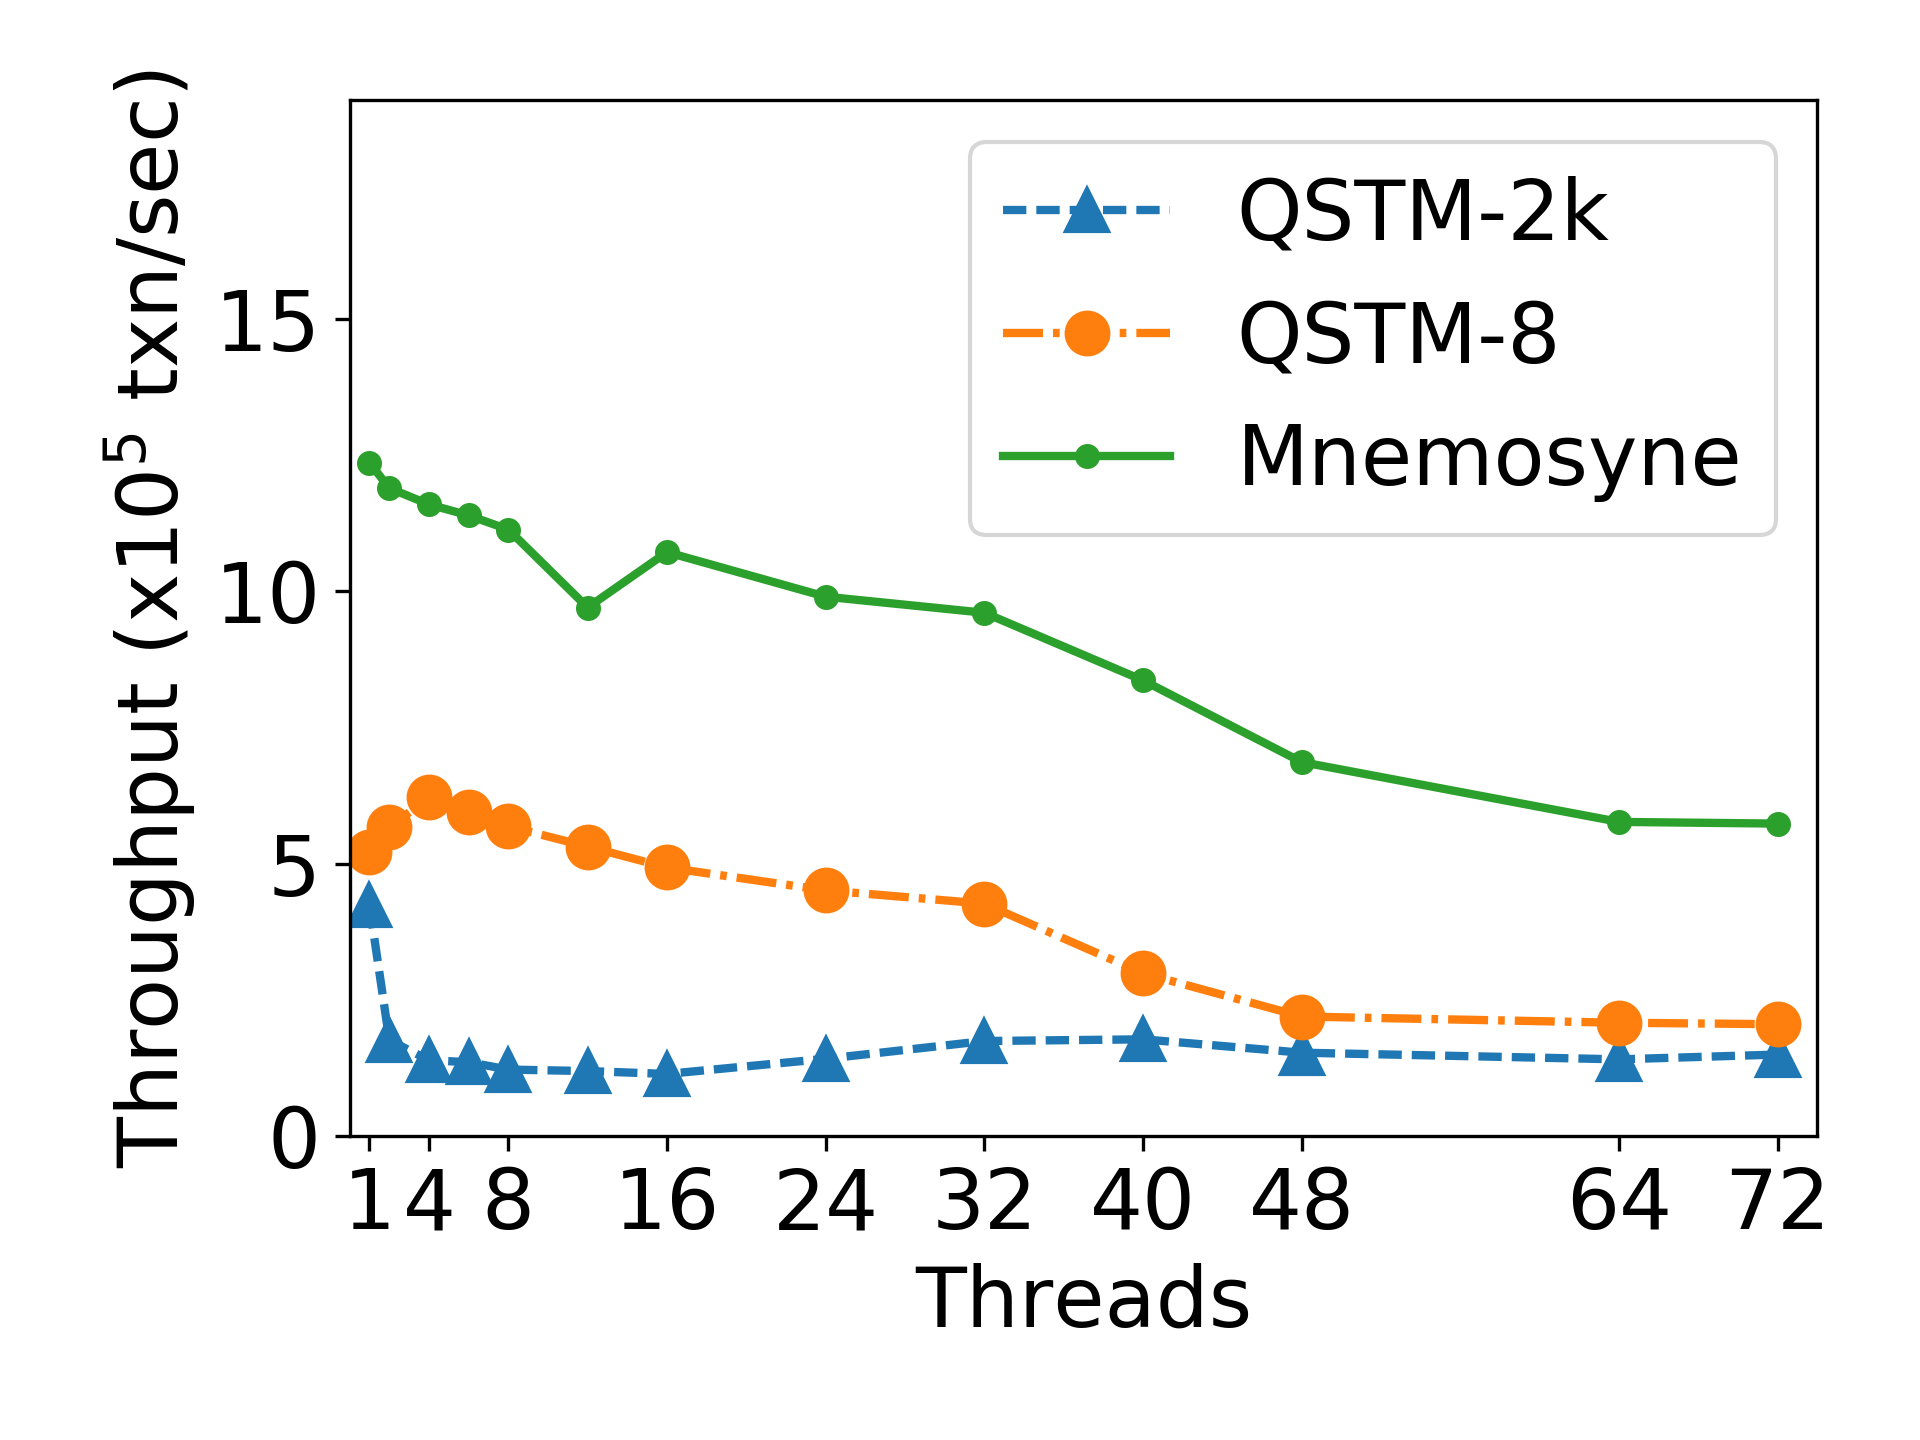 Throughput (x10⁵ txn/sec)
15
10
5
0
QSTM-2k
QSTM-8
Mnemosyne
1 4 8 16 24 32 40 48 64 72
Threads